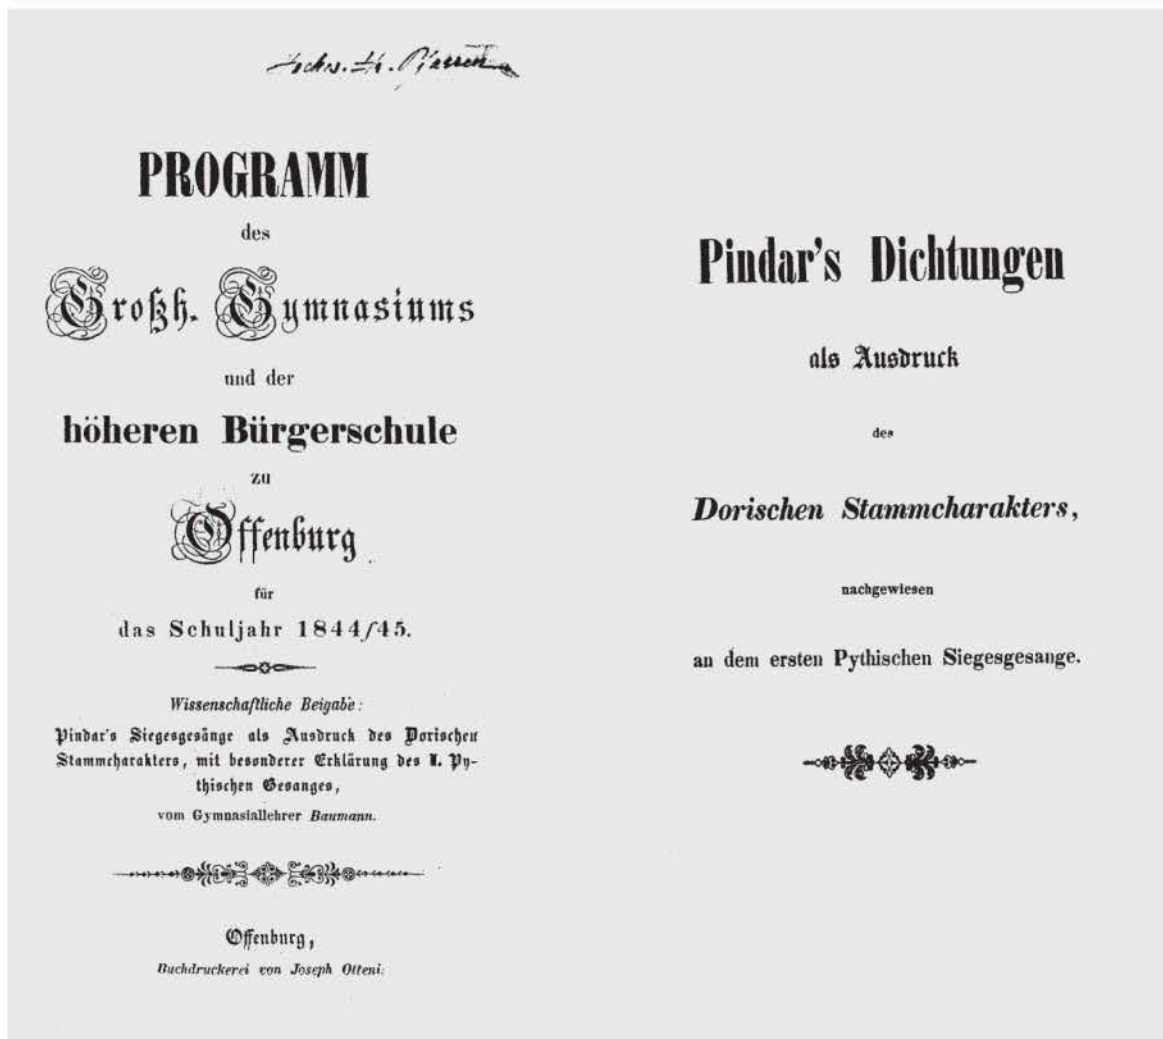 PROGRAMM
des
Großh. Gymnasiums
und der
höheren Bürgerschule
zu
Offenburg
für
das Schuljahr 1844/45.
Wissenschaftliche Beigabe:
Pindar's Siegesgesänge als Ausdruck des Dorischen
Stammcharakters, mit besonderer Erklärung des I. Py-
thischen Gesanges,
vom Gymnasiallehrer Baumann.
Offenburg,
Buchdruckerei von Joseph Otteni.
Pindar's Dichtungen
als Ausdruck
des
Dorischen Stammcharakters,
nachgewiesen
an dem ersten Pythischen Siegesgesange.